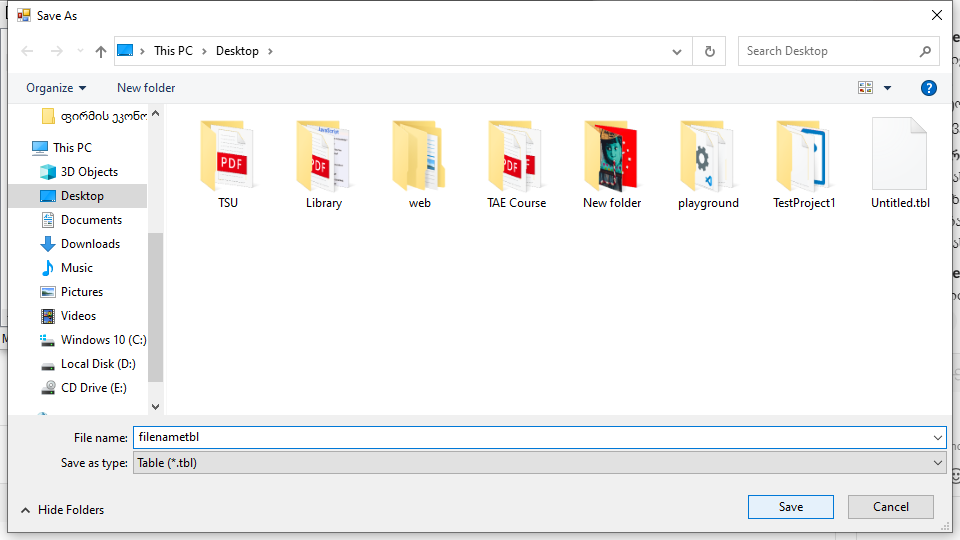 Save As
This PC
Desktop
Search Desktop
Organize
New folder
ფირმის ეკონო
This PC
3D Objects
Desktop
Documents
Downloads
Music
Pictures
Videos
Windows 10 (C:)
Local Disk (D:)
CD Drive (E:)
PDF
TSU
PDF
Library
web
PDF
TAE Course
New folder
playground
TestProject1
Untitled.tbl
File name: filenametbl
Save as type: Table (*.tbl)
Hide Folders
Save
Cancel